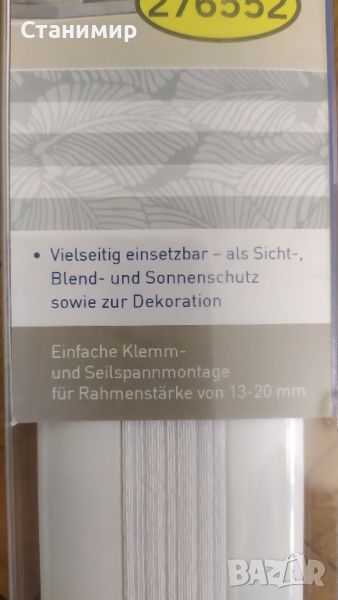 Станимир
276552
• Vielseitig einsetzbar – als Sicht-,
Blend- und Sonnenschutz
sowie zur Dekoration
Einfache Klemm-
und Seilspannmontage
für Rahmenstärke von 13-20 mm
BAZAR